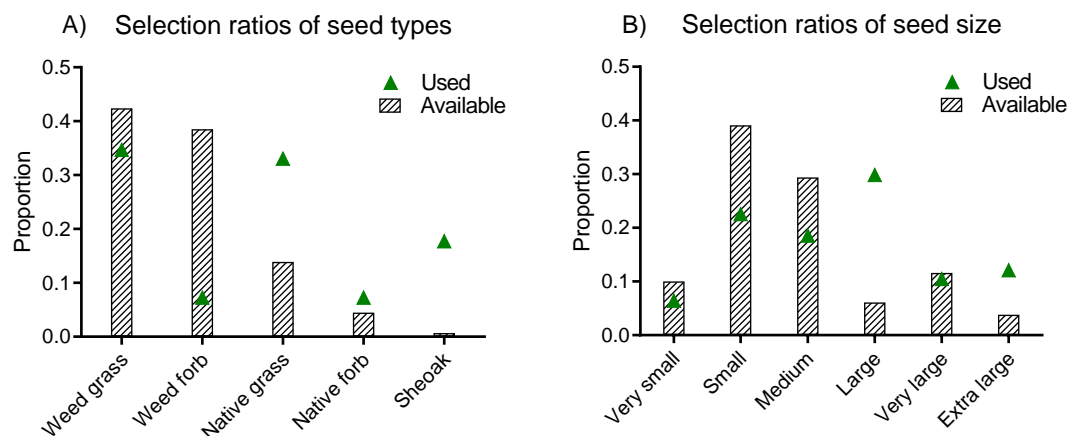 A) Selection ratios of seed types
0.5
0.4
0.3
0.2
0.1
0.0
Proportion
Used
Available
Weed grass
Weed forb
Native grass
Native forb
Sheoak
B) Selection ratios of seed size
0.5
0.4
0.3
0.2
0.1
0.0
Proportion
Used
Available
Very small
Small
Medium
Large
Very large
Extra large